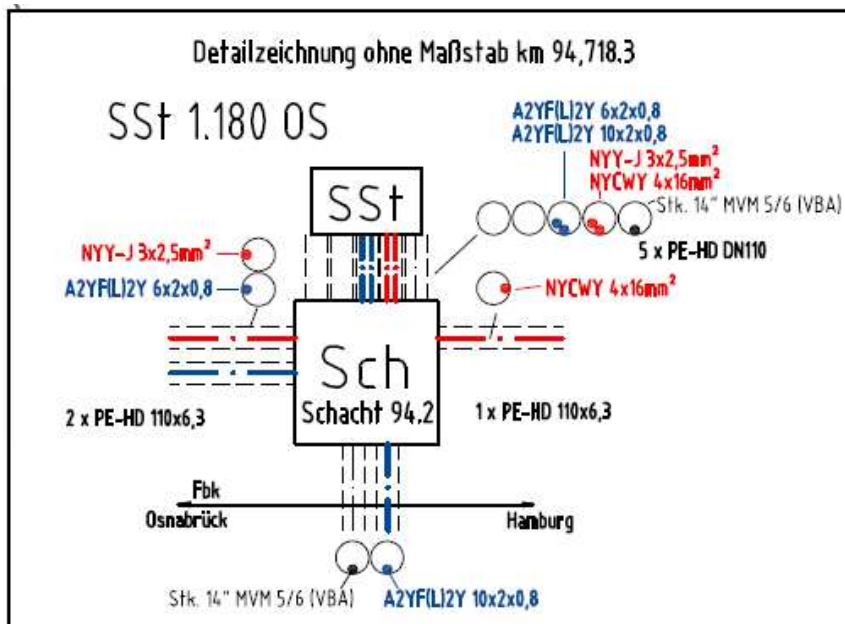 Detailzeichnung ohne Maßstab km 94,718.3
SSt 1.180 OS
A2YF(L)2Y 6x2x0,8
A2YF(L)2Y 10x2x0,8
NYY-J 3x2,5mm²
NYCWY 4x16mm²
Stk. 14" MVM 5/6 (VBA)
SSt
5 x PE-HD DN110
NYY-J 3x2,5mm²
A2YF(L)2Y 6x2x0,8
NYCWY 4x16mm²
Sch
Schacht 94.2
2 x PE-HD 110x6,3
1 x PE-HD 110x6,3
Fbk
Osnabrück
Hamburg
Stk. 14" MVM 5/6 (VBA)
A2YF(L)2Y 10x2x0,8